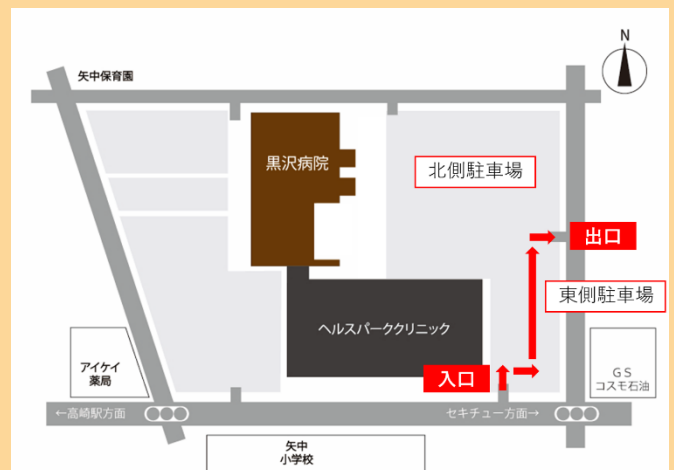 N
矢中保育園
黒沢病院
北側駐車場
出口
東側駐車場
ヘルスパーククリニック
アイケイ
薬局
入口
GS
コスモ石油
←高崎駅方面
セキチュー方面→
矢中
小学校